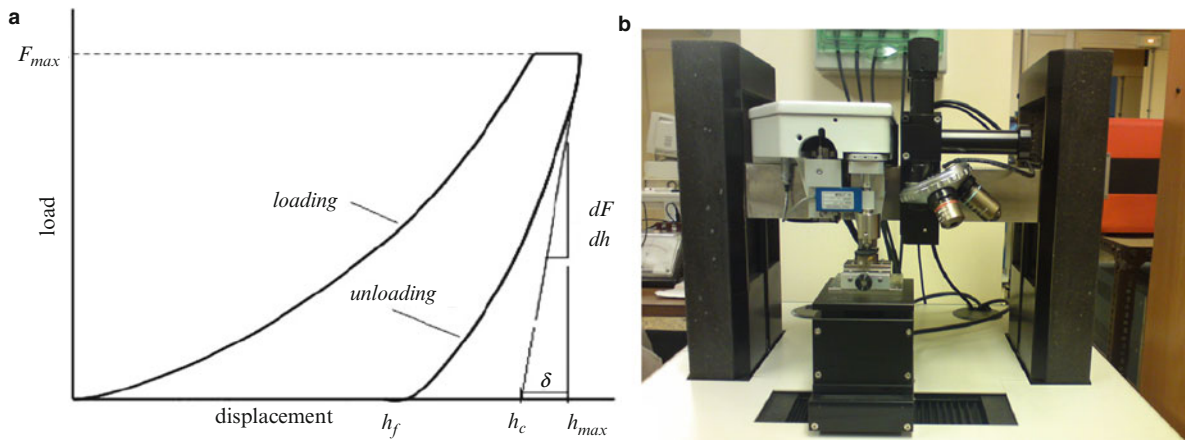 a
F_max
load
loading
unloading
dF
dh
δ
displacement
h_f
h_c
h_max
b